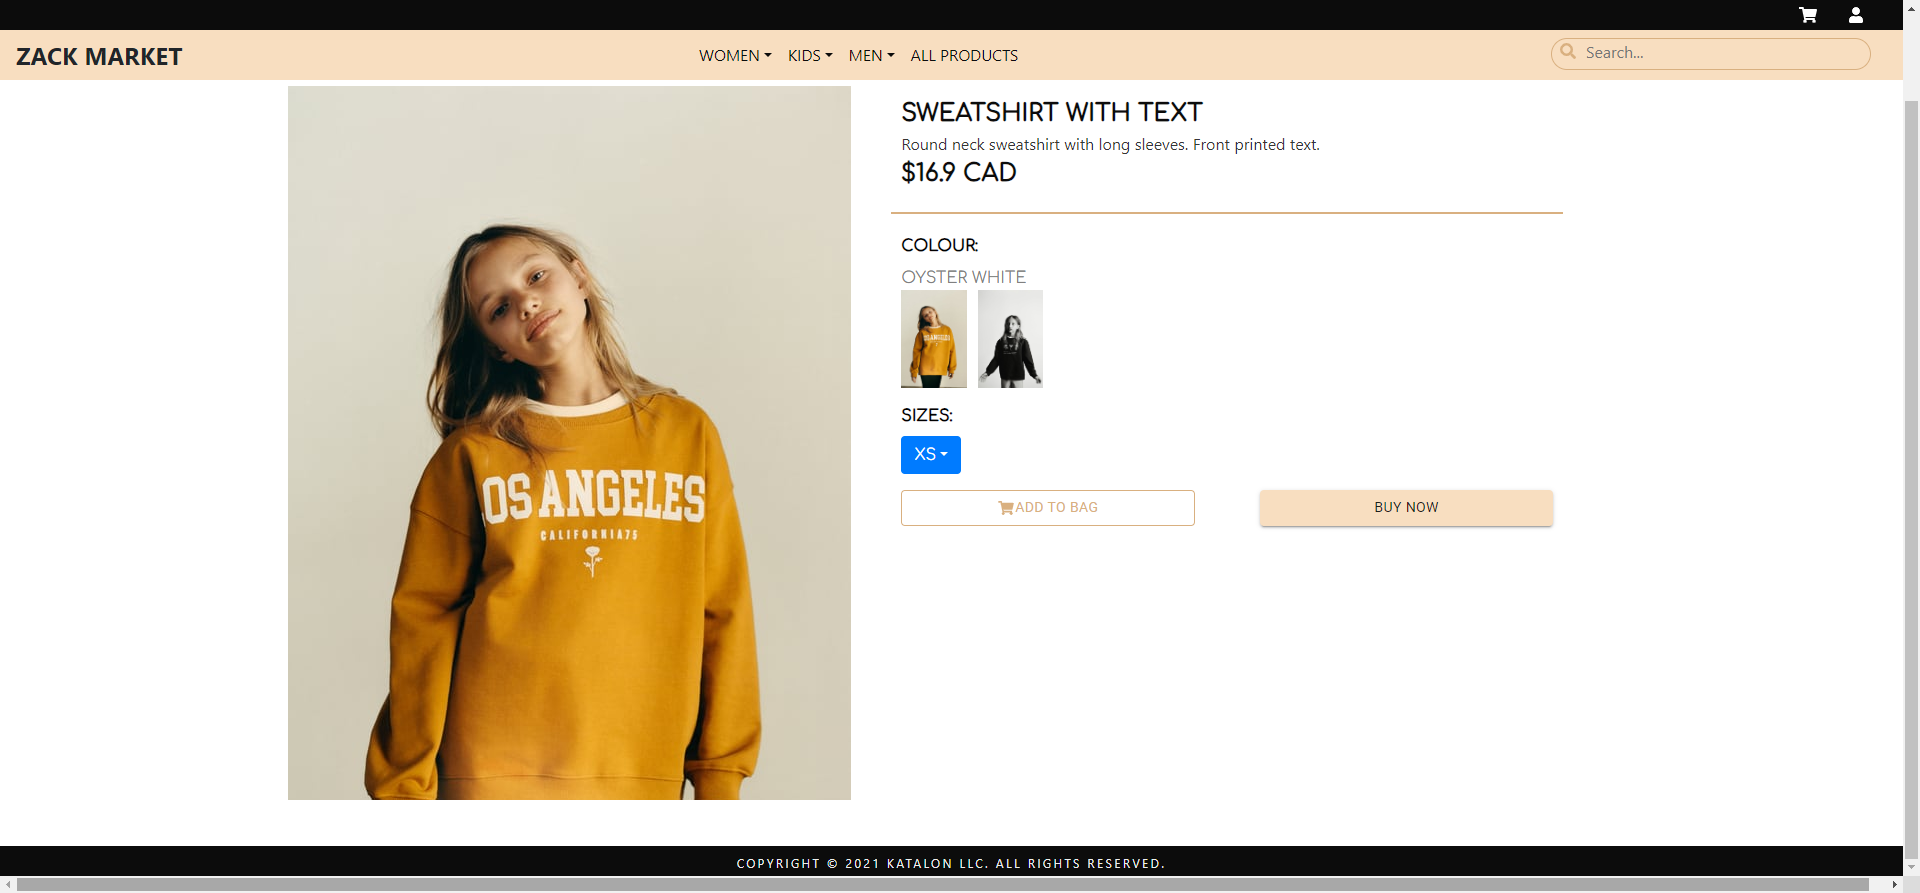 ZACK MARKET
WOMEN KIDS MEN ALL PRODUCTS
Search...
SWEATSHIRT WITH TEXT
Round neck sweatshirt with long sleeves. Front printed text.
$16.9 CAD
COLOUR:
OYSTER WHITE
SIZES:
XS
ADD TO BAG
BUY NOW
OS ANGELES
CALIFORNIA75
COPYRIGHT © 2021 KATALON LLC. ALL RIGHTS RESERVED.